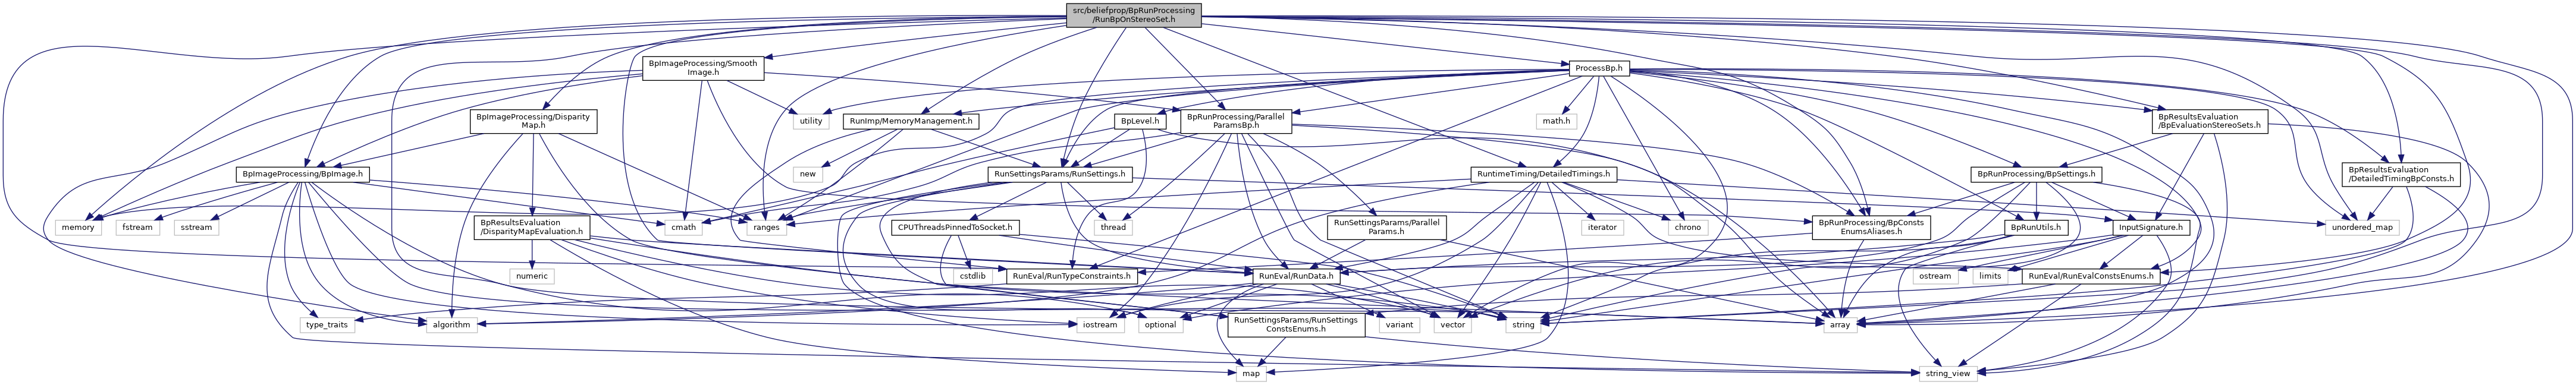 src/beliefprop/BpRunProcessing
/RunBpOnStereoSet.h
BpImageProcessing/Smooth
Image.h
ProcessBp.h
BpImageProcessing/Disparity
Map.h
utility
RunImp/MemoryManagement.h
BpLevel.h
BpRunProcessing/Parallel
ParamsBp.h
math.h
BpResultsEvaluation
/BpEvaluationStereoSets.h
BpImageProcessing/BpImage.h
new
RunSettingsParams/RunSettings.h
RuntimeTiming/DetailedTimings.h
BpRunProcessing/BpSettings.h
BpResultsEvaluation
/DetailedTimingBpConsts.h
memory
fstream
sstream
BpResultsEvaluation
/DisparityMapEvaluation.h
cmath
ranges
CPUThreadsPinnedToSocket.h
thread
RunSettingsParams/Parallel
Params.h
iterator
chrono
BpRunProcessing/BpConsts
EnumsAliases.h
BpRunUtils.h
InputSignature.h
unordered_map
numeric
cstdlib
RunEval/RunTypeConstraints.h
RunEval/RunData.h
ostream
limits
RunEval/RunEvalConstsEnums.h
type_traits
algorithm
iostream
optional
RunSettingsParams/RunSettings
ConstsEnums.h
variant
vector
string
array
map
string_view